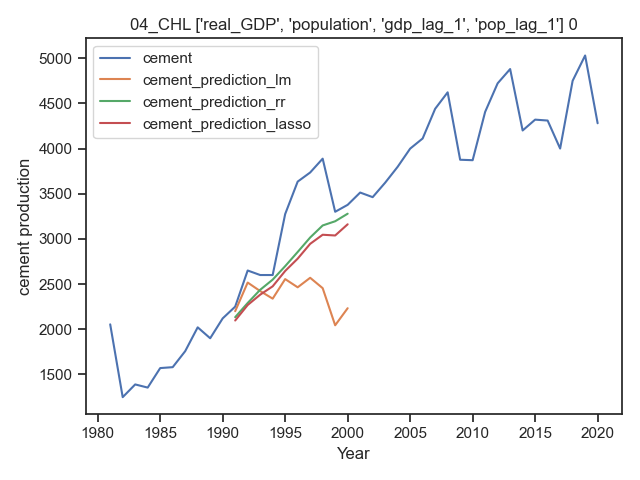 04_CHL ['real_GDP', 'population', 'gdp_lag_1', 'pop_lag_1'] 0
cement
cement_prediction_lm
cement_prediction_rr
cement_prediction_lasso
cement production
5000
4500
4000
3500
3000
2500
2000
1500
1980 1985 1990 1995 2000 2005 2010 2015 2020
Year